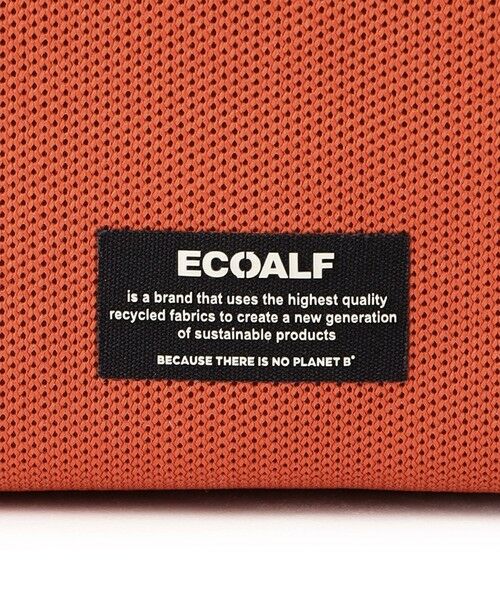 ECOALF
is a brand that uses the highest quality
recycled fabrics to create a new generation
of sustainable products
BECAUSE THERE IS NO PLANET B®